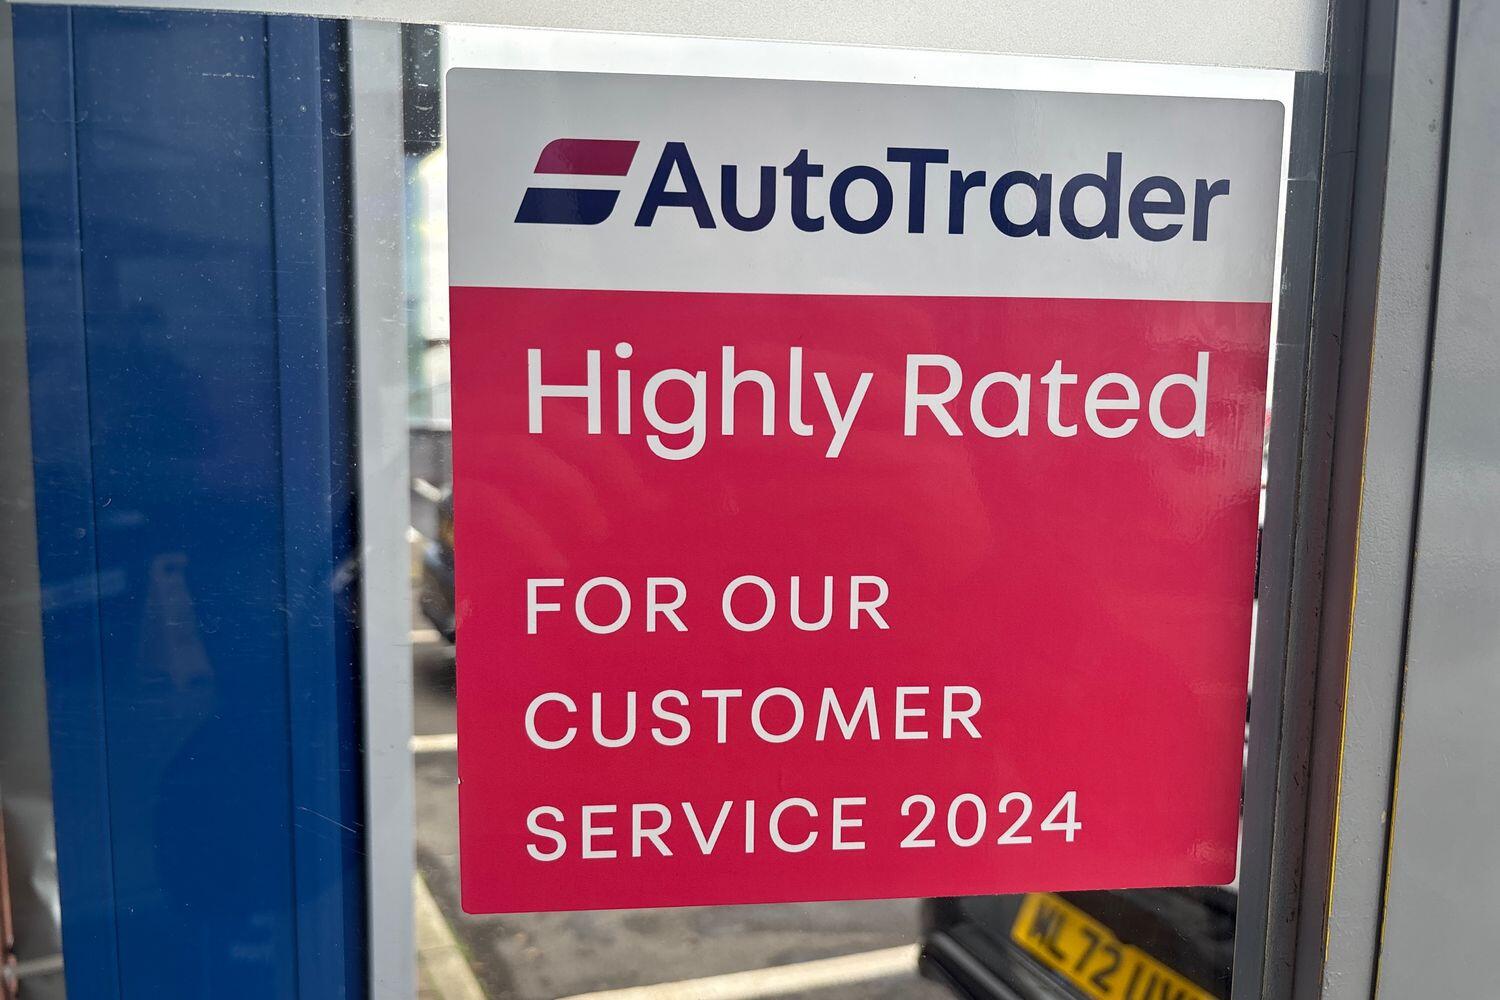 AutoTrader
Highly Rated
FOR OUR
CUSTOMER
SERVICE 2024